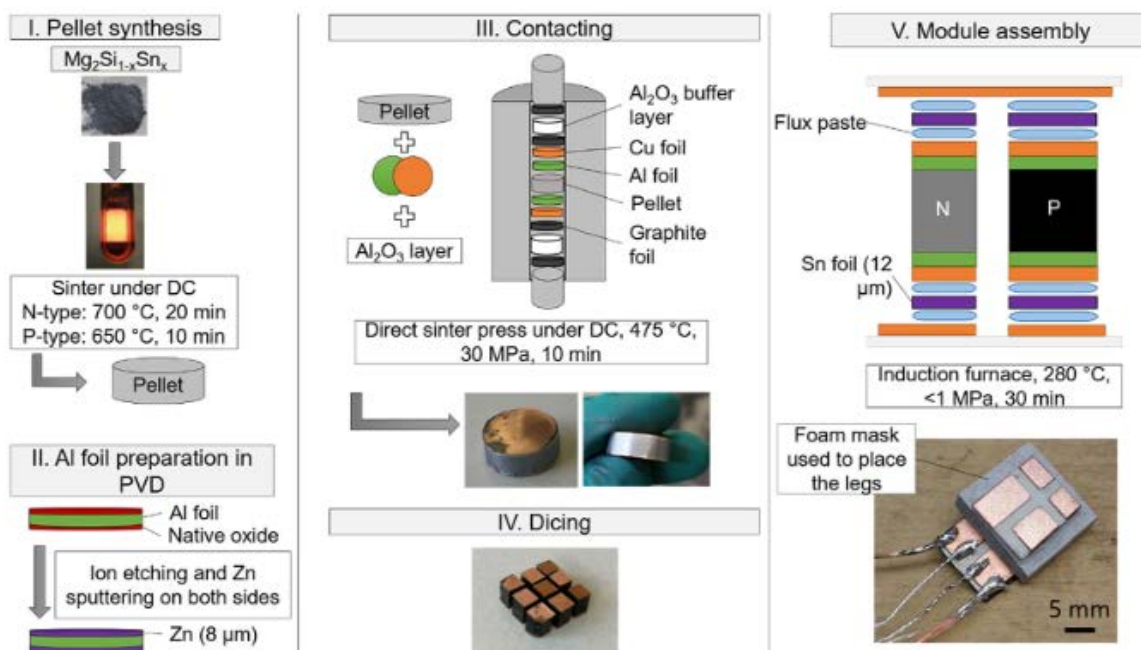 I. Pellet synthesis
Mg₂Si₁₋ₓSnₓ
Sinter under DC
N-type: 700 °C, 20 min
P-type: 650 °C, 10 min
Pellet
II. Al foil preparation in
PVD
Al foil
Native oxide
Ion etching and Zn
sputtering on both sides
Zn (8 µm)
III. Contacting
Pellet
Al₂O₃ layer
Al₂O₃ buffer
layer
Cu foil
Al foil
Pellet
Graphite
foil
Direct sinter press under DC, 475 °C,
30 MPa, 10 min
IV. Dicing
V. Module assembly
Flux paste
N
P
Sn foil (12
µm)
Induction furnace, 280 °C,
<1 MPa, 30 min
Foam mask
used to place
the legs
5 mm